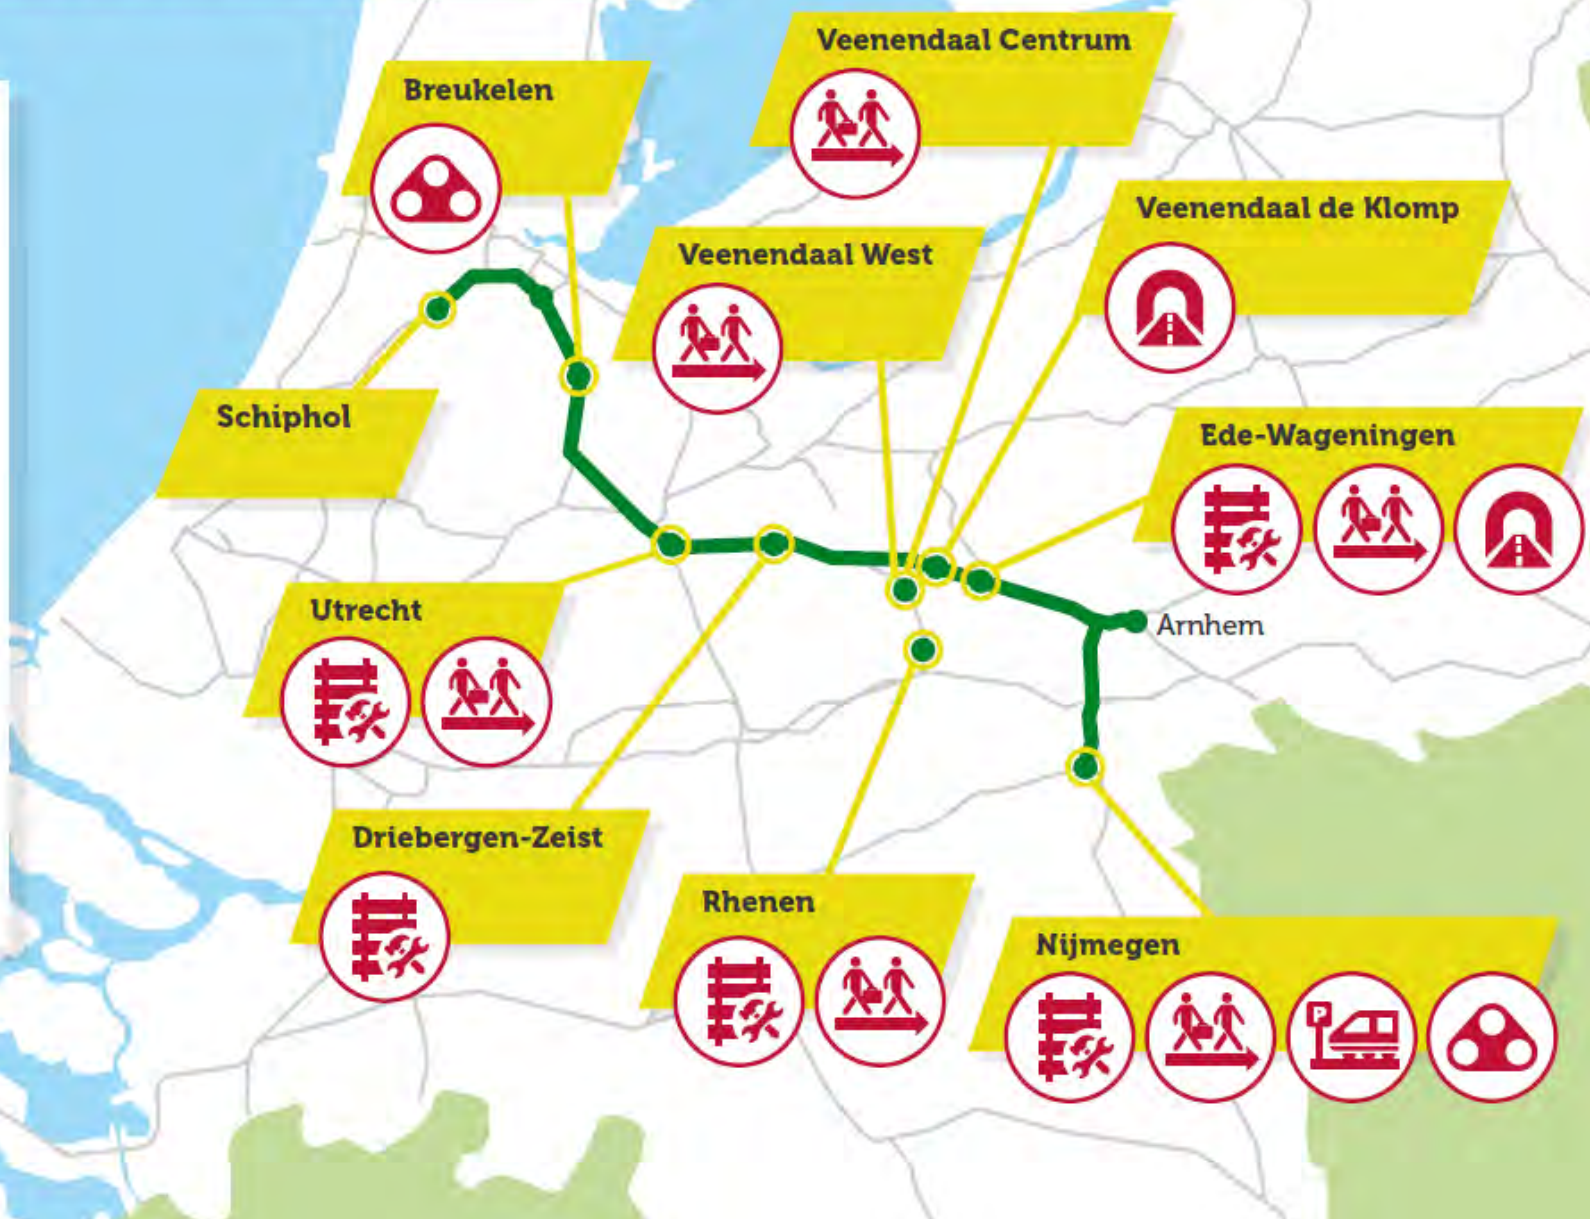 Veenendaal Centrum
Breukelen
Veenendaal de Klomp
Veenendaal West
Schiphol
Ede-Wageningen
Utrecht
Arnhem
Driebergen-Zeist
Rhenen
Nijmegen
P